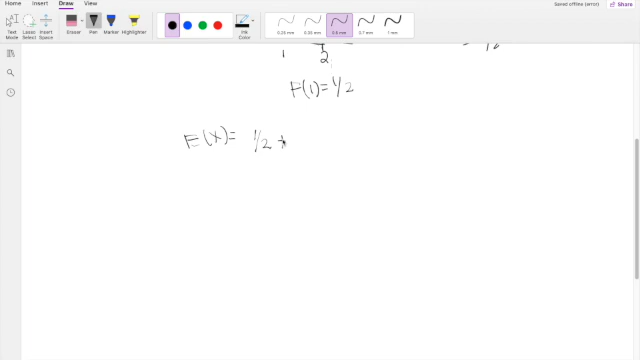 Home Insert Draw View Saved offline (error) Share
Text Mode Lasso Select Insert Space Eraser Pen Marker Highlighter Ink Color 0.25 mm 0.35 mm 0.5 mm 0.7 mm 1 mm
1 2
F(1)=1/2
E(X)= 1/2 +